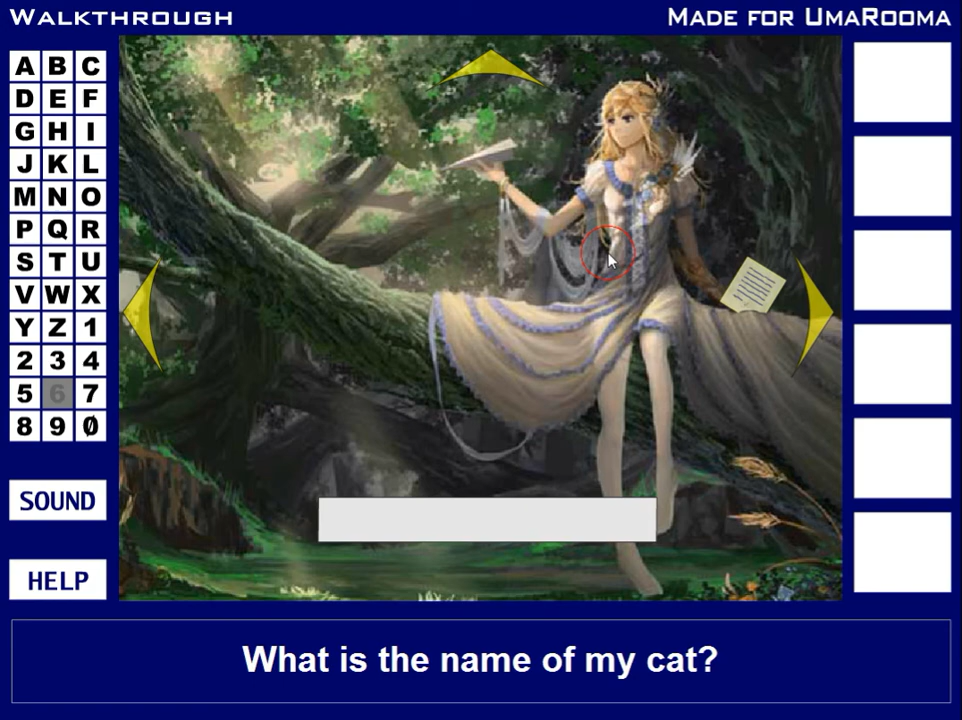 WALKTHROUGH
MADE FOR UMAROOMA
A B C
D E F
G H I
J K L
M N O
P Q R
S T U
V W X
Y Z 1
2 3 4
5 6 7
8 9 0
SOUND
HELP
What is the name of my cat?